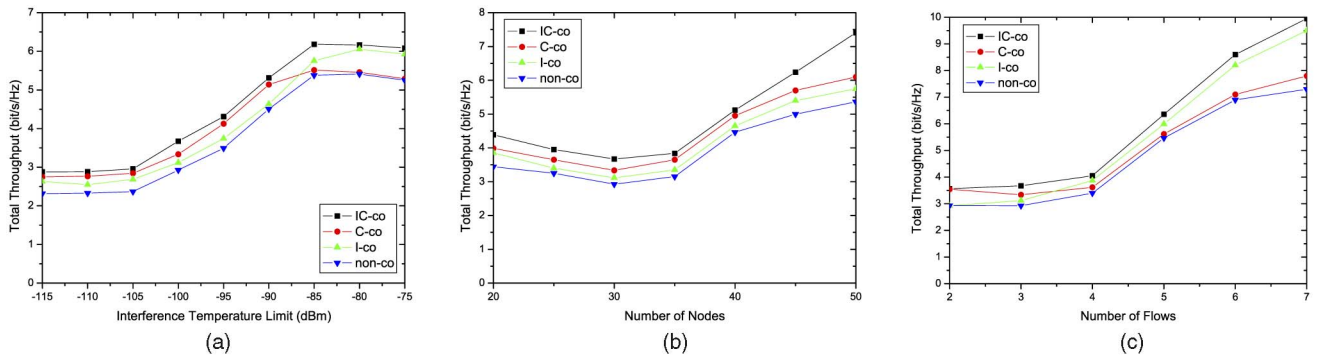 7
6
5
4
3
2
1
0
Total Throughput (bit/s/Hz)
IC-co
C-co
I-co
non-co
-115 -110 -105 -100 -95 -90 -85 -80 -75
Interference Temperature Limit (dBm)
(a)
8
7
6
5
4
3
2
1
0
Total Throughput (bit/s/Hz)
IC-co
C-co
I-co
non-co
20 30 40 50
Number of Nodes
(b)
10
9
8
7
6
5
4
3
2
1
0
Total Throughput (bit/s/Hz)
IC-co
C-co
I-co
non-co
2 3 4 5 6 7
Number of Flows
(c)